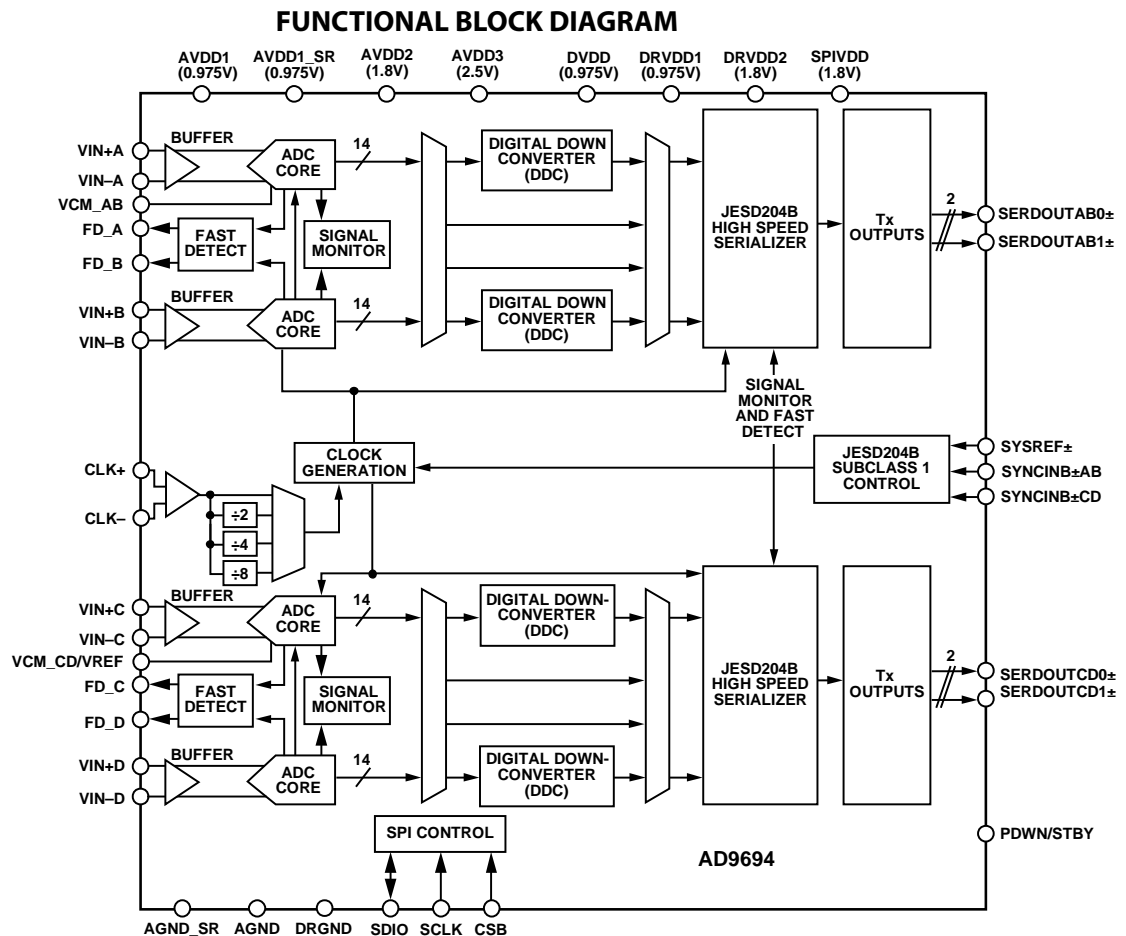 FUNCTIONAL BLOCK DIAGRAM
AVDD1
(0.975V)
AVDD1_SR
(0.975V)
AVDD2
(1.8V)
AVDD3
(2.5V)
DVDD
(0.975V)
DRVDD1
(0.975V)
DRVDD2
(1.8V)
SPIVDD
(1.8V)
BUFFER
VIN+A
VIN–A
VCM_AB
FD_A
FD_B
VIN+B
VIN–B
ADC
CORE
14
FAST
DETECT
SIGNAL
MONITOR
BUFFER
ADC
CORE
14
DIGITAL DOWN
CONVERTER
(DDC)
DIGITAL DOWN
CONVERTER
(DDC)
JESD204B
HIGH SPEED
SERIALIZER
Tx
OUTPUTS
2
SERDOUTAB0±
SERDOUTAB1±
SIGNAL
MONITOR
AND FAST
DETECT
CLOCK
GENERATION
JESD204B
SUBCLASS 1
CONTROL
SYSREF±
SYNCINB±AB
SYNCINB±CD
CLK+
CLK–
÷2
÷4
÷8
BUFFER
VIN+C
VIN–C
VCM_CD/VREF
FD_C
FD_D
VIN+D
VIN–D
ADC
CORE
14
FAST
DETECT
SIGNAL
MONITOR
BUFFER
ADC
CORE
14
DIGITAL DOWN-
CONVERTER
(DDC)
DIGITAL DOWN-
CONVERTER
(DDC)
JESD204B
HIGH SPEED
SERIALIZER
Tx
OUTPUTS
2
SERDOUTCD0±
SERDOUTCD1±
SPI CONTROL
PDWN/STBY
AD9694
AGND_SR
AGND
DRGND
SDIO
SCLK
CSB